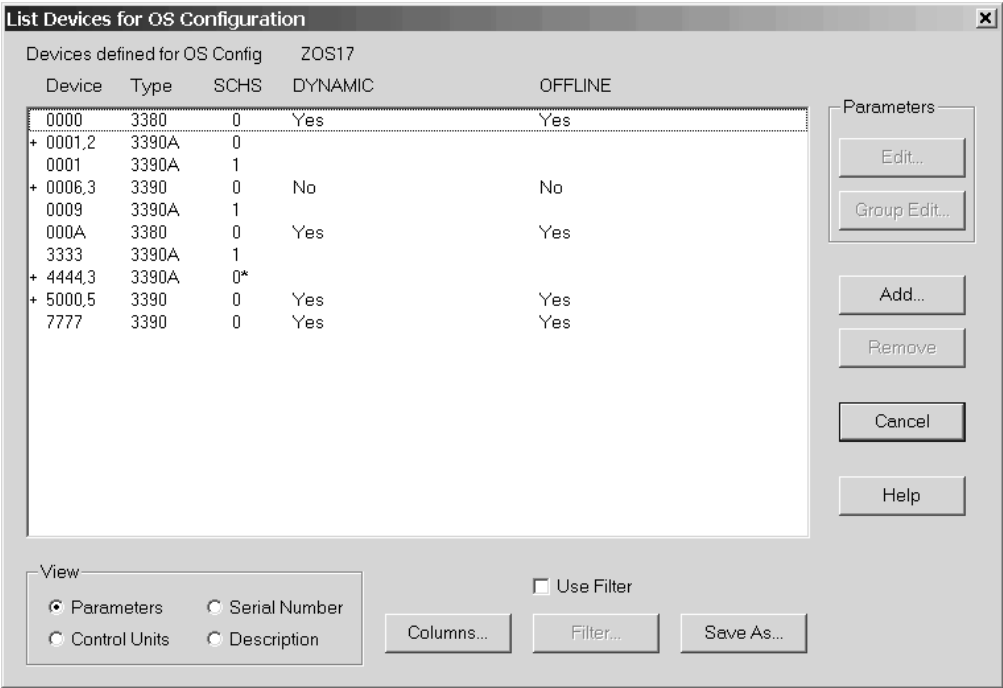 List Devices for OS Configuration
Devices defined for OS Config ZOS17
Device Type SCHS DYNAMIC OFFLINE
0000 3380 0 Yes Yes
+ 0001,2 3390A 0
0001 3390A 1
+ 0006,3 3390 0 No No
0009 3390A 1
000A 3380 0 Yes Yes
3333 3390A 1
+ 4444,3 3390A 0*
+ 5000,5 3390 0 Yes Yes
7777 3390 0 Yes Yes
Parameters
Edit...
Group Edit...
Add...
Remove
Cancel
Help
View
Parameters Serial Number
Control Units Description
Use Filter
Columns... Filter... Save As...